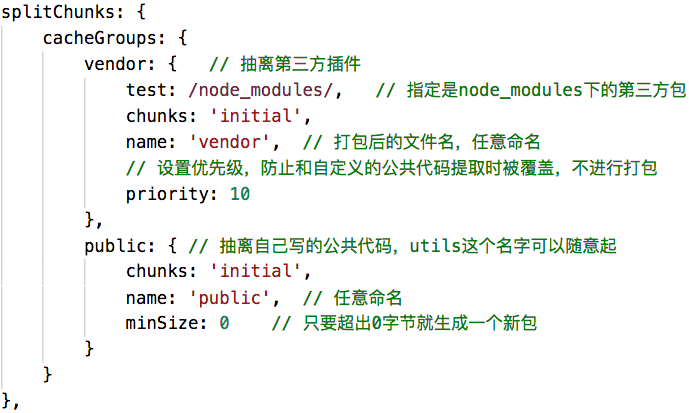 splitChunks: {
    cacheGroups: {
        vendor: {   // 抽离第三方插件
            test: /node_modules/,   // 指定是node_modules下的第三方包
            chunks: 'initial',
            name: 'vendor',  // 打包后的文件名，任意命名
            // 设置优先级，防止和自定义的公共代码提取时被覆盖，不进行打包
            priority: 10
        },
        public: { // 抽离自己写的公共代码，utils这个名字可以随意起
            chunks: 'initial',
            name: 'public',  // 任意命名
            minSize: 0    // 只要超出0字节就生成一个新包
        }
    }
},